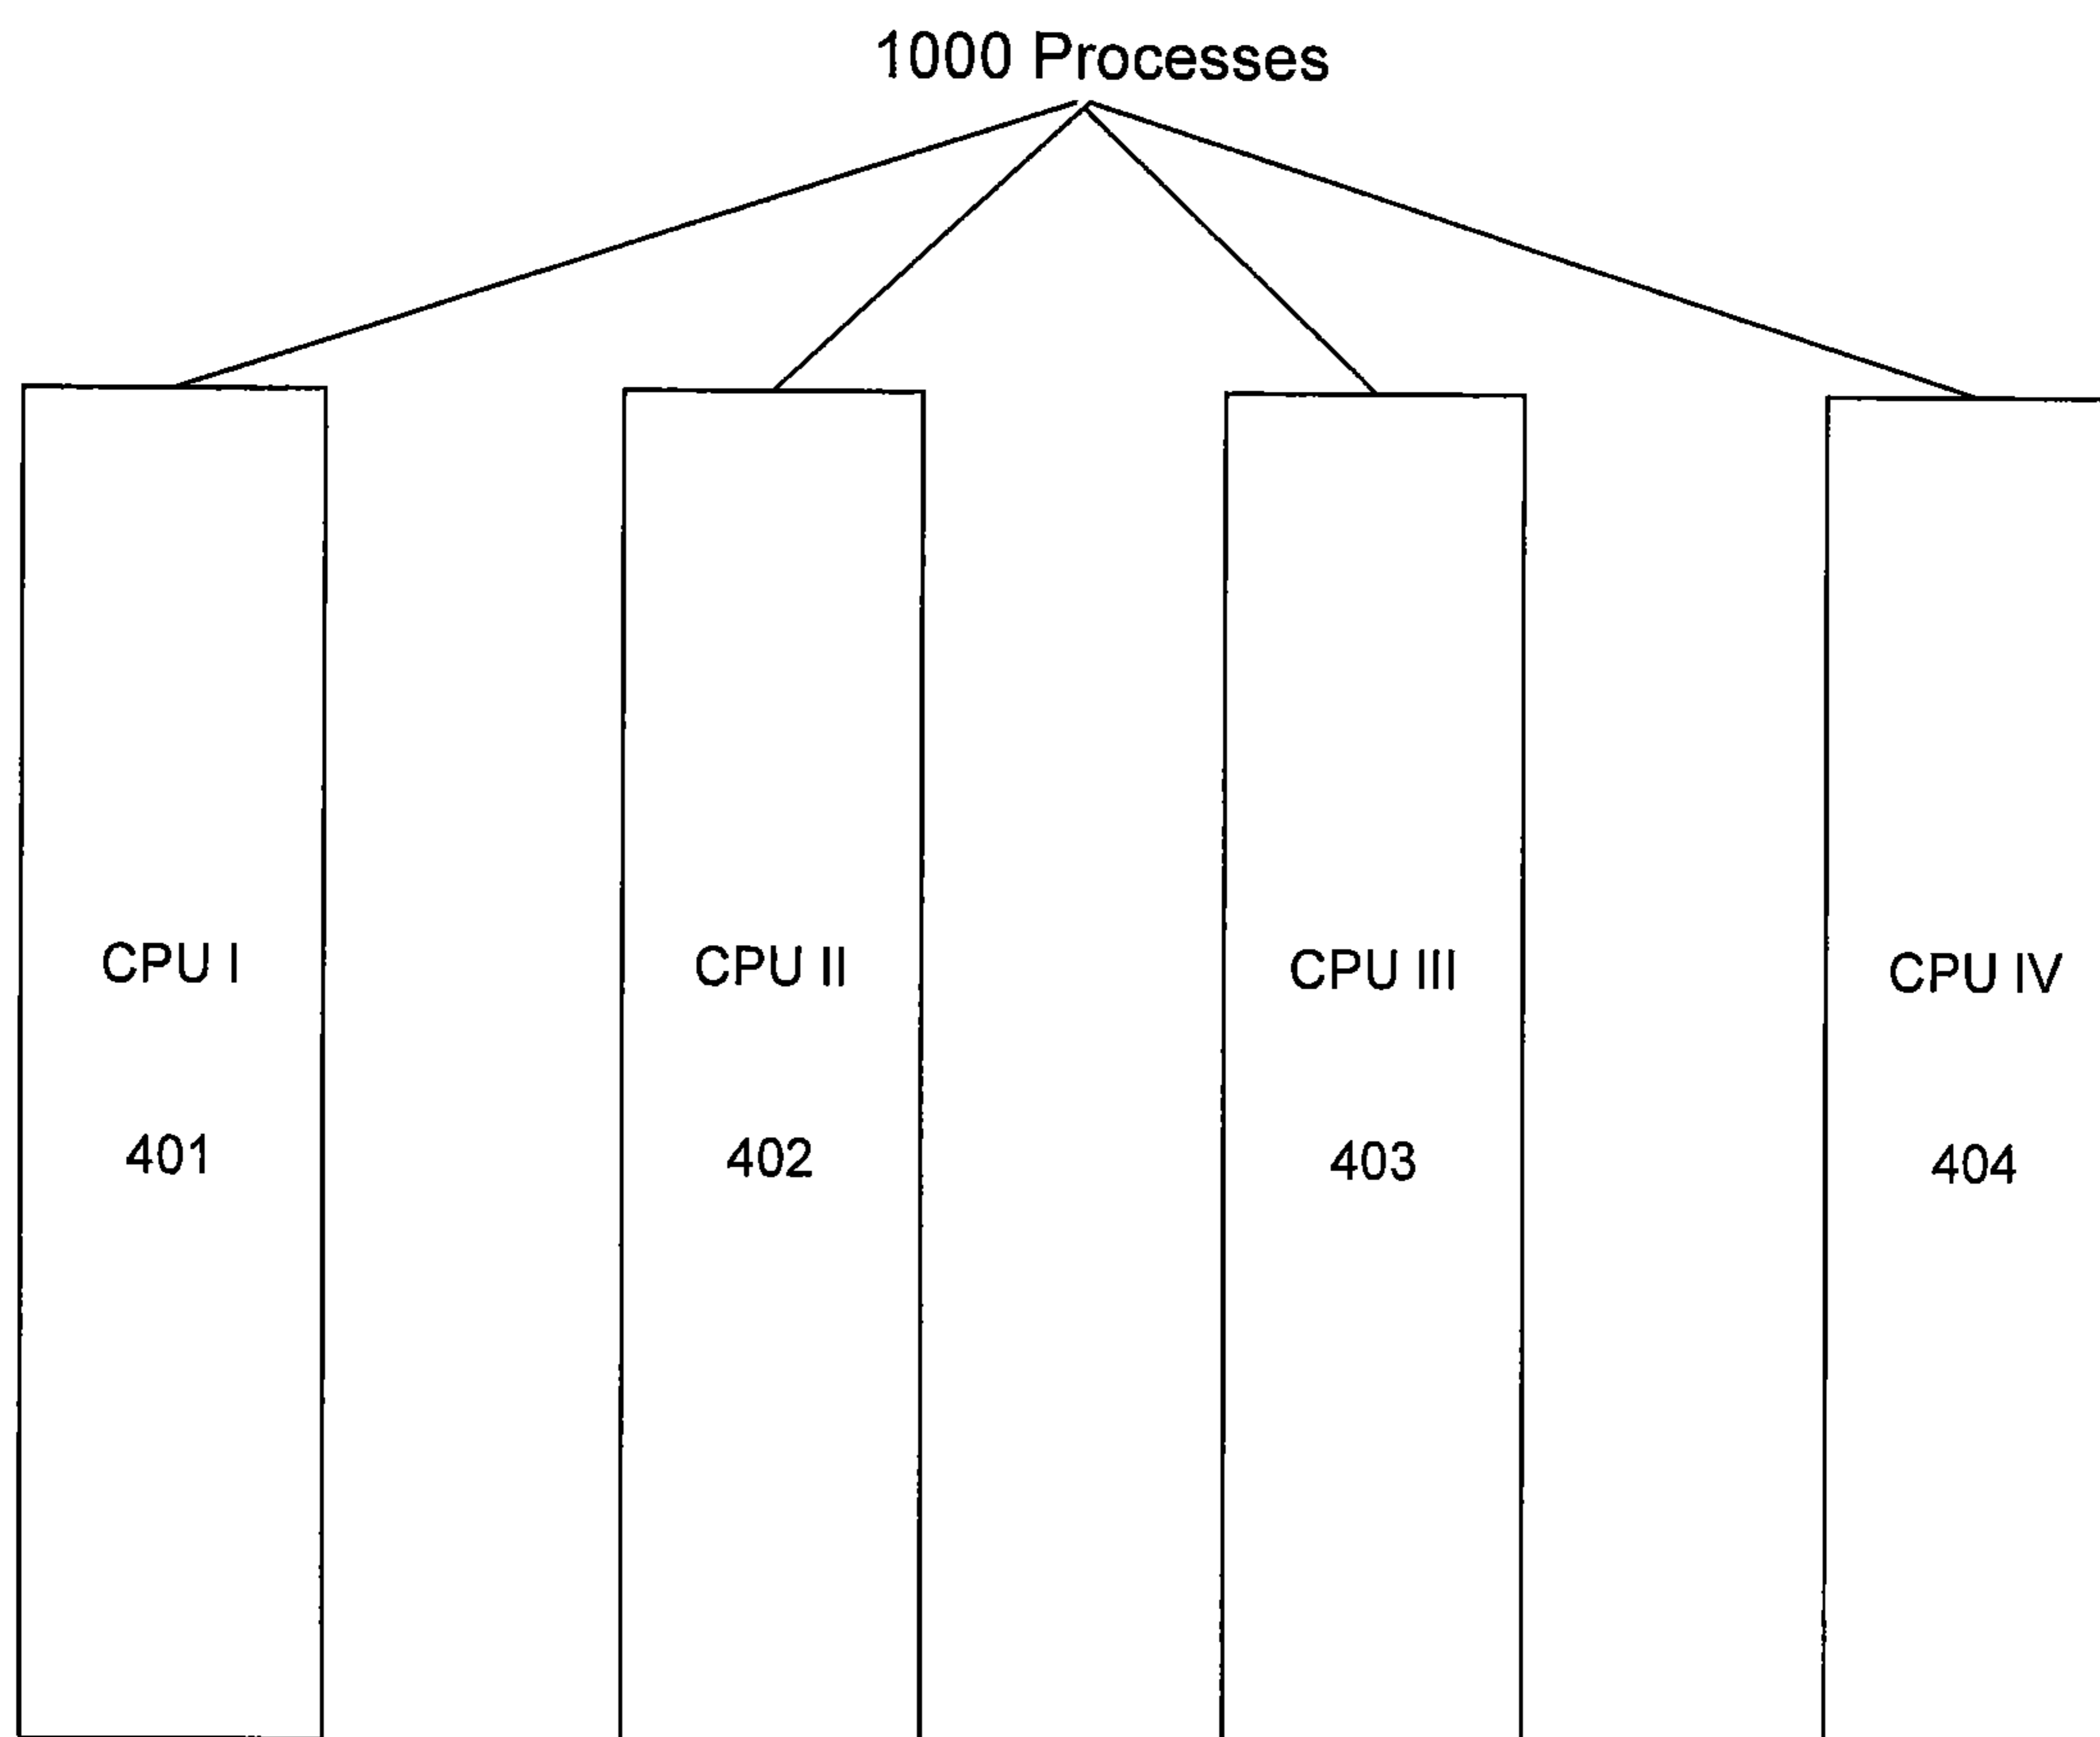 1000 Processes
CPU I
CPU II
CPU III
CPU IV
401
402
403
404